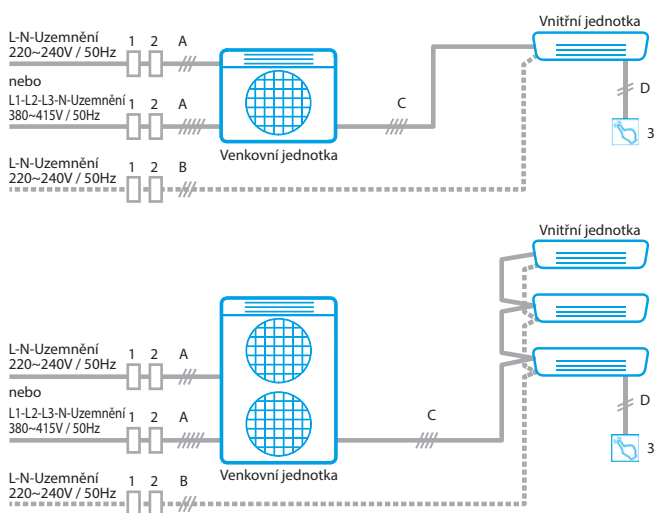 Vnitřní jednotka
L-N-Uzemnění
220~240V / 50Hz
1 2 A
nebo
L1-L2-L3-N-Uzemnění
380~415V / 50Hz
1 2 A
C
D
3
Venkovní jednotka
L-N-Uzemnění
220~240V / 50Hz
1 2 B
Vnitřní jednotka
L-N-Uzemnění
220~240V / 50Hz
1 2 A
nebo
L1-L2-L3-N-Uzemnění
380~415V / 50Hz
1 2 A
C
D
3
Venkovní jednotka
L-N-Uzemnění
220~240V / 50Hz
1 2 B